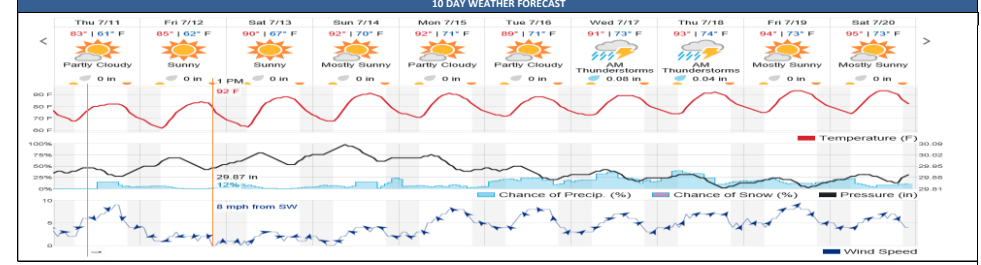 10 DAY WEATHER FORECAST
Thu 7/11 Fri 7/12 Sat 7/13 Sun 7/14 Mon 7/15 Tue 7/16 Wed 7/17 Thu 7/18 Fri 7/19 Sat 7/20
83° | 61° F 85° | 62° F 90° | 67° F 92° | 70° F 92° | 71° F 89° | 71° F 91° | 73° F 93° | 74° F 94° | 73° F 95° | 73° F
< >
Partly Cloudy Sunny Sunny Mostly Sunny Partly Cloudy Partly Cloudy AM Thunderstorms AM Thunderstorms Mostly Sunny Mostly Sunny
0 in 0 in 0 in 0 in 0 in 0 in 0.08 in 0.04 in 0 in 0 in
1 PM
92 F
90 F
80 F
70 F
60 F
Temperature (F)
100% 30.09
75% 30.02
50% 29.95
25% 29.88
0% 29.81
29.87 in
12%
Chance of Precip. (%) Chance of Snow (%) Pressure (in)
10
5
0
8 mph from SW
Wind Speed